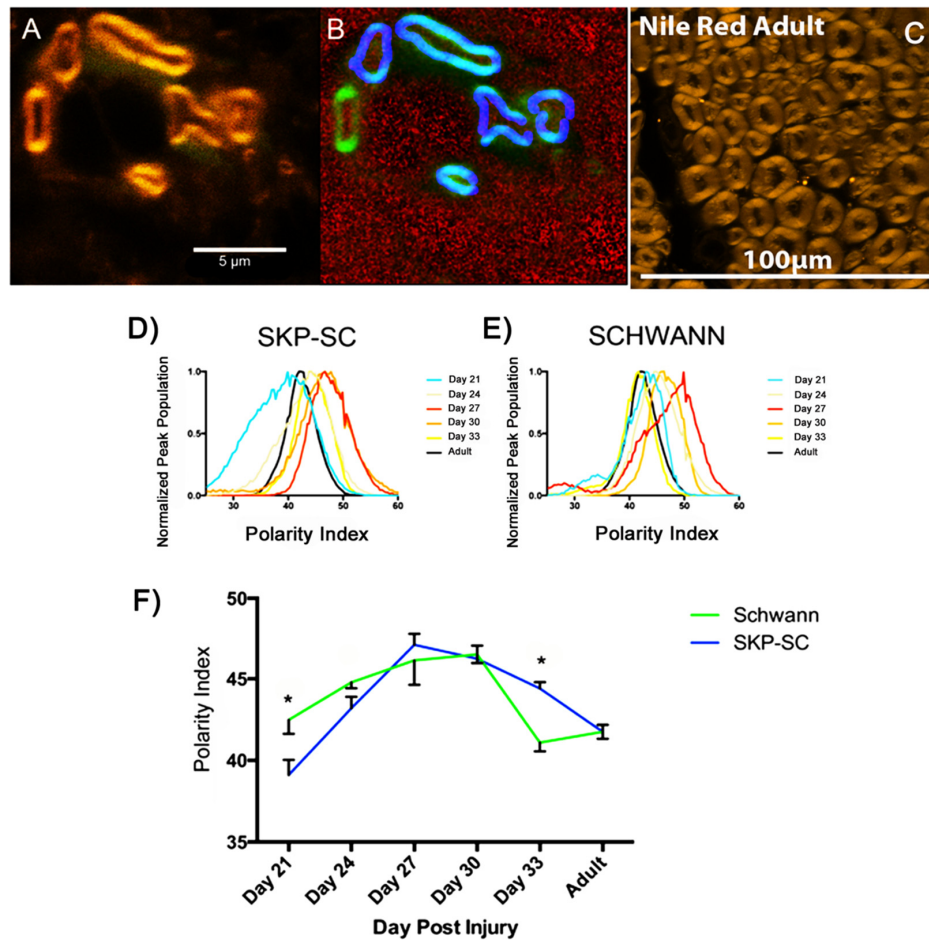 A
5 μm
B
Nile Red Adult
C
100μm
D)
SKP-SC
Normalized Peak Population
1.0
0.5
0.0
30
40
50
60
Polarity Index
Day 21
Day 24
Day 27
Day 30
Day 33
Adult
E)
SCHWANN
Normalized Peak Population
1.0
0.5
0.0
30
40
50
60
Polarity Index
Day 21
Day 24
Day 27
Day 30
Day 33
Adult
F)
Polarity Index
50
45
40
35
*
*
Day 21
Day 24
Day 27
Day 30
Day 33
Adult
Day Post Injury
Schwann
SKP-SC